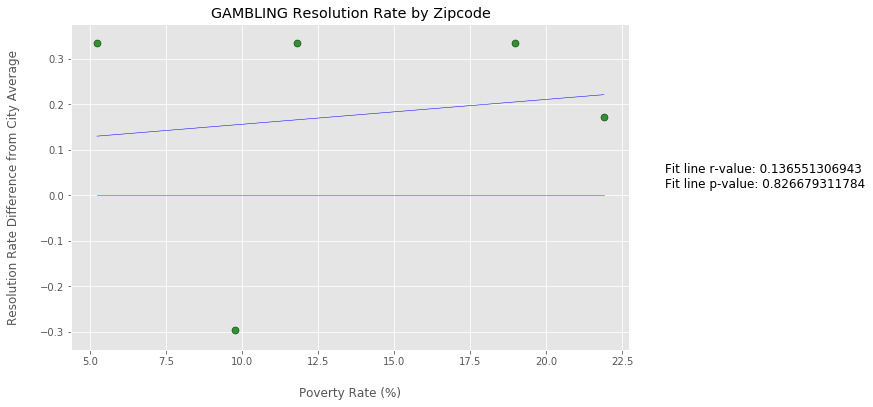 GAMBLING Resolution Rate by Zipcode
Resolution Rate Difference from City Average
0.3
0.2
0.1
0.0
−0.1
−0.2
−0.3
5.0 7.5 10.0 12.5 15.0 17.5 20.0 22.5
Poverty Rate (%)
Fit line r-value: 0.136551306943
Fit line p-value: 0.826679311784